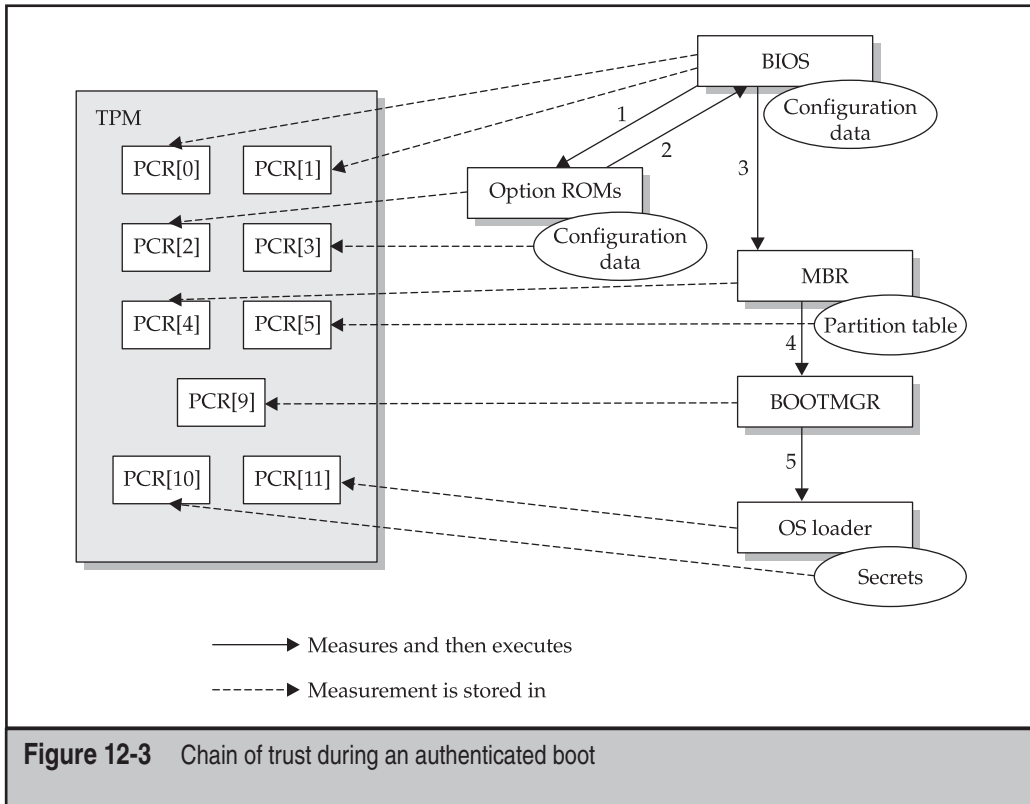 BIOS
Configuration
data
TPM
1
2
3
PCR[0]
PCR[1]
Option ROMs
Configuration
data
PCR[2]
PCR[3]
MBR
Partition table
PCR[4]
PCR[5]
4
PCR[9]
BOOTMGR
5
PCR[10]
PCR[11]
OS loader
Secrets
Measures and then executes
Measurement is stored in
Figure 12-3 Chain of trust during an authenticated boot